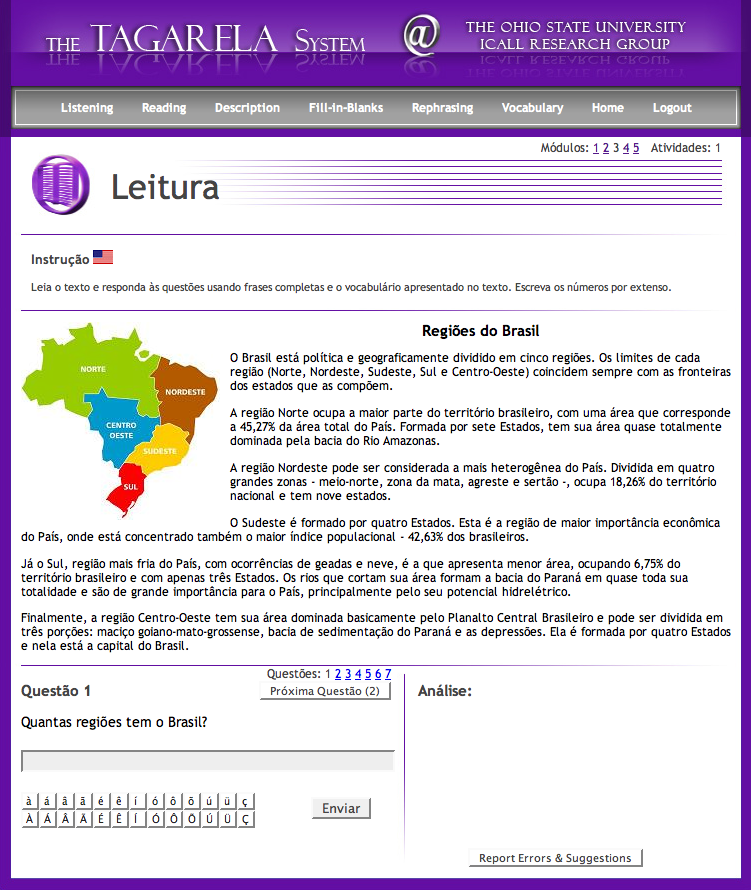 THE TAGARELA SYSTEM @ THE OHIO STATE UNIVERSITY
ICALL RESEARCH GROUP
Listening Reading Description Fill-in-Blanks Rephrasing Vocabulary Home Logout
Módulos: 1 2 3 4 5 Atividades: 1
Leitura
Instrução
Leia o texto e responda às questões usando frases completas e o vocabulário apresentado no texto. Escreva os números por extenso.
NORTE
NORDESTE
CENTRO
OESTE
SUDESTE
SUL
Regiões do Brasil
O Brasil está política e geograficamente dividido em cinco regiões. Os limites de cada
região (Norte, Nordeste, Sudeste, Sul e Centro-Oeste) coincidem sempre com as fronteiras
dos estados que as compõem.
A região Norte ocupa a maior parte do território brasileiro, com uma área que corresponde
a 45,27% da área total do País. Formada por sete Estados, tem sua área quase totalmente
dominada pela bacia do Rio Amazonas.
A região Nordeste pode ser considerada a mais heterogênea do País. Dividida em quatro
grandes zonas - meio-norte, zona da mata, agreste e sertão -, ocupa 18,26% do território
nacional e tem nove estados.
O Sudeste é formado por quatro Estados. Esta é a região de maior importância econômica
do País, onde está concentrado também o maior índice populacional - 42,63% dos brasileiros.
Já o Sul, região mais fria do País, com ocorrências de geadas e neve, é a que apresenta menor área, ocupando 6,75% do
território brasileiro e com apenas três Estados. Os rios que cortam sua área formam a bacia do Paraná em quase toda sua
totalidade e são de grande importância para o País, principalmente pelo seu potencial hidrelétrico.
Finalmente, a região Centro-Oeste tem sua área dominada basicamente pelo Planalto Central Brasileiro e pode ser dividida em
três porções: maciço goiano-mato-grossense, bacia de sedimentação do Paraná e as depressões. Ela é formada por quatro Estados
e nela está a capital do Brasil.
Questões: 1 2 3 4 5 6 7
Questão 1 Próxima Questão (2)
Análise:
Quantas regiões tem o Brasil?
à á â ã é ê í ó ô õ ú ü ç
À Á Â Ã É Ê Í Ó Ô Õ Ú Ü Ç
Enviar
Report Errors & Suggestions